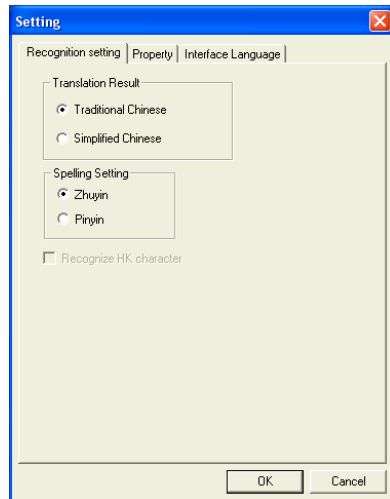 Setting
Recognition setting Property Interface Language
Translation Result
Traditional Chinese
Simplified Chinese
Spelling Setting
Zhuyin
Pinyin
Recognize HK character
OK Cancel